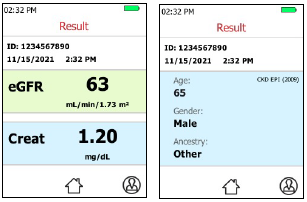 02:32 PM
Result
ID: 1234567890
11/15/2021 2:32 PM
eGFR 63
mL/min/1.73 m²
Creat 1.20
mg/dL
02:32 PM
Result
ID: 1234567890
11/15/2021 2:32 PM
Age: CKD EPI (2009)
65
Gender:
Male
Ancestry:
Other